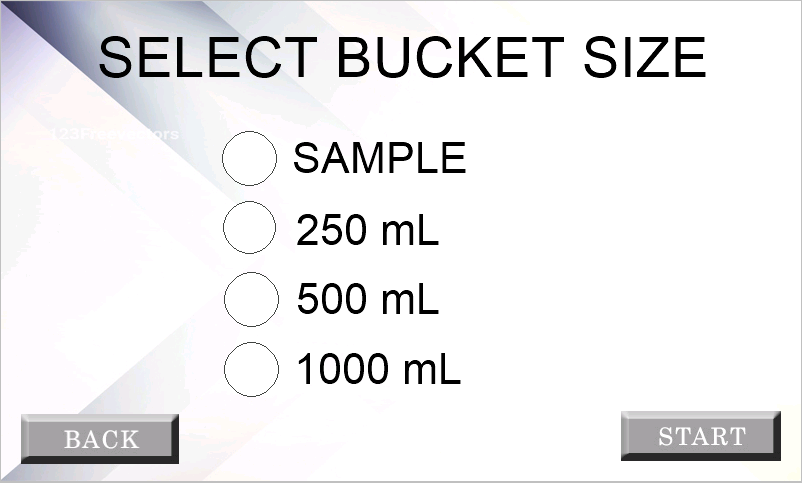 SELECT BUCKET SIZE
SAMPLE
250 mL
500 mL
1000 mL
BACK
START